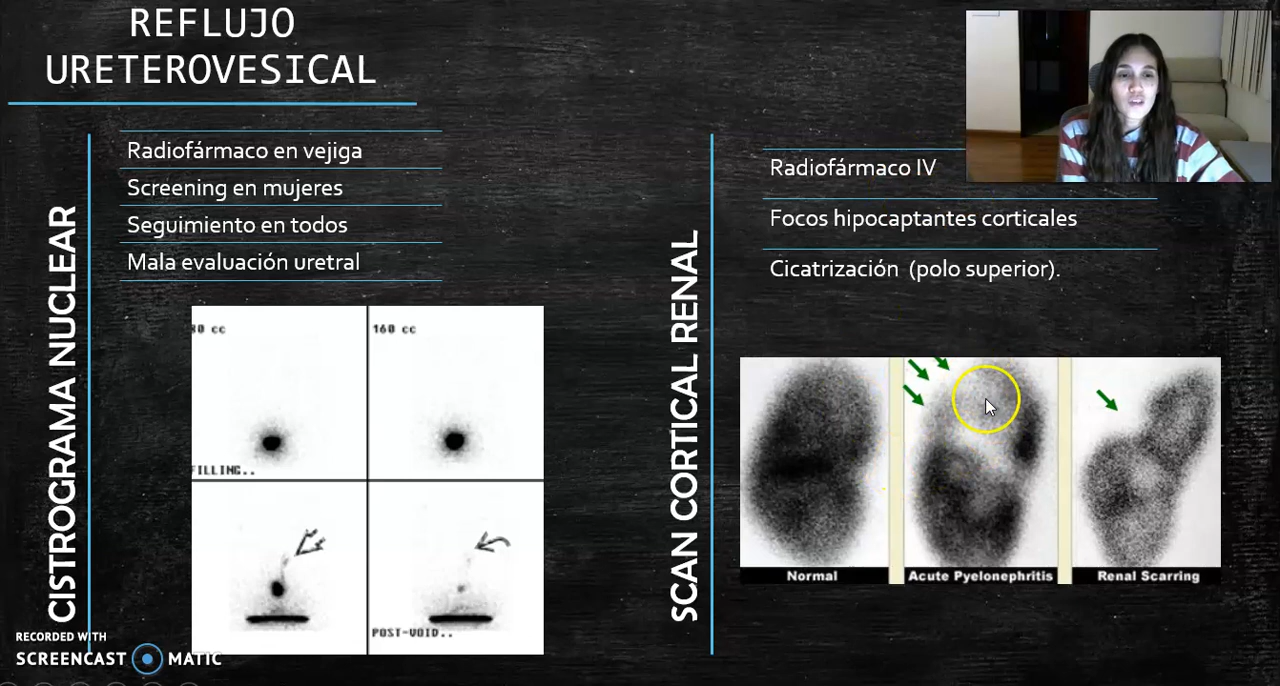 REFLUJO
URETEROVESICAL
CISTROGRAMA NUCLEAR
Radiofármaco en vejiga
Screening en mujeres
Seguimiento en todos
Mala evaluación uretral
80 cc
160 cc
FILLING..
POST-VOID..
SCAN CORTICAL RENAL
Radiofármaco IV
Focos hipocaptantes corticales
Cicatrización (polo superior).
Normal
Acute Pyelonephritis
Renal Scarring
RECORDED WITH
SCREENCAST MATIC